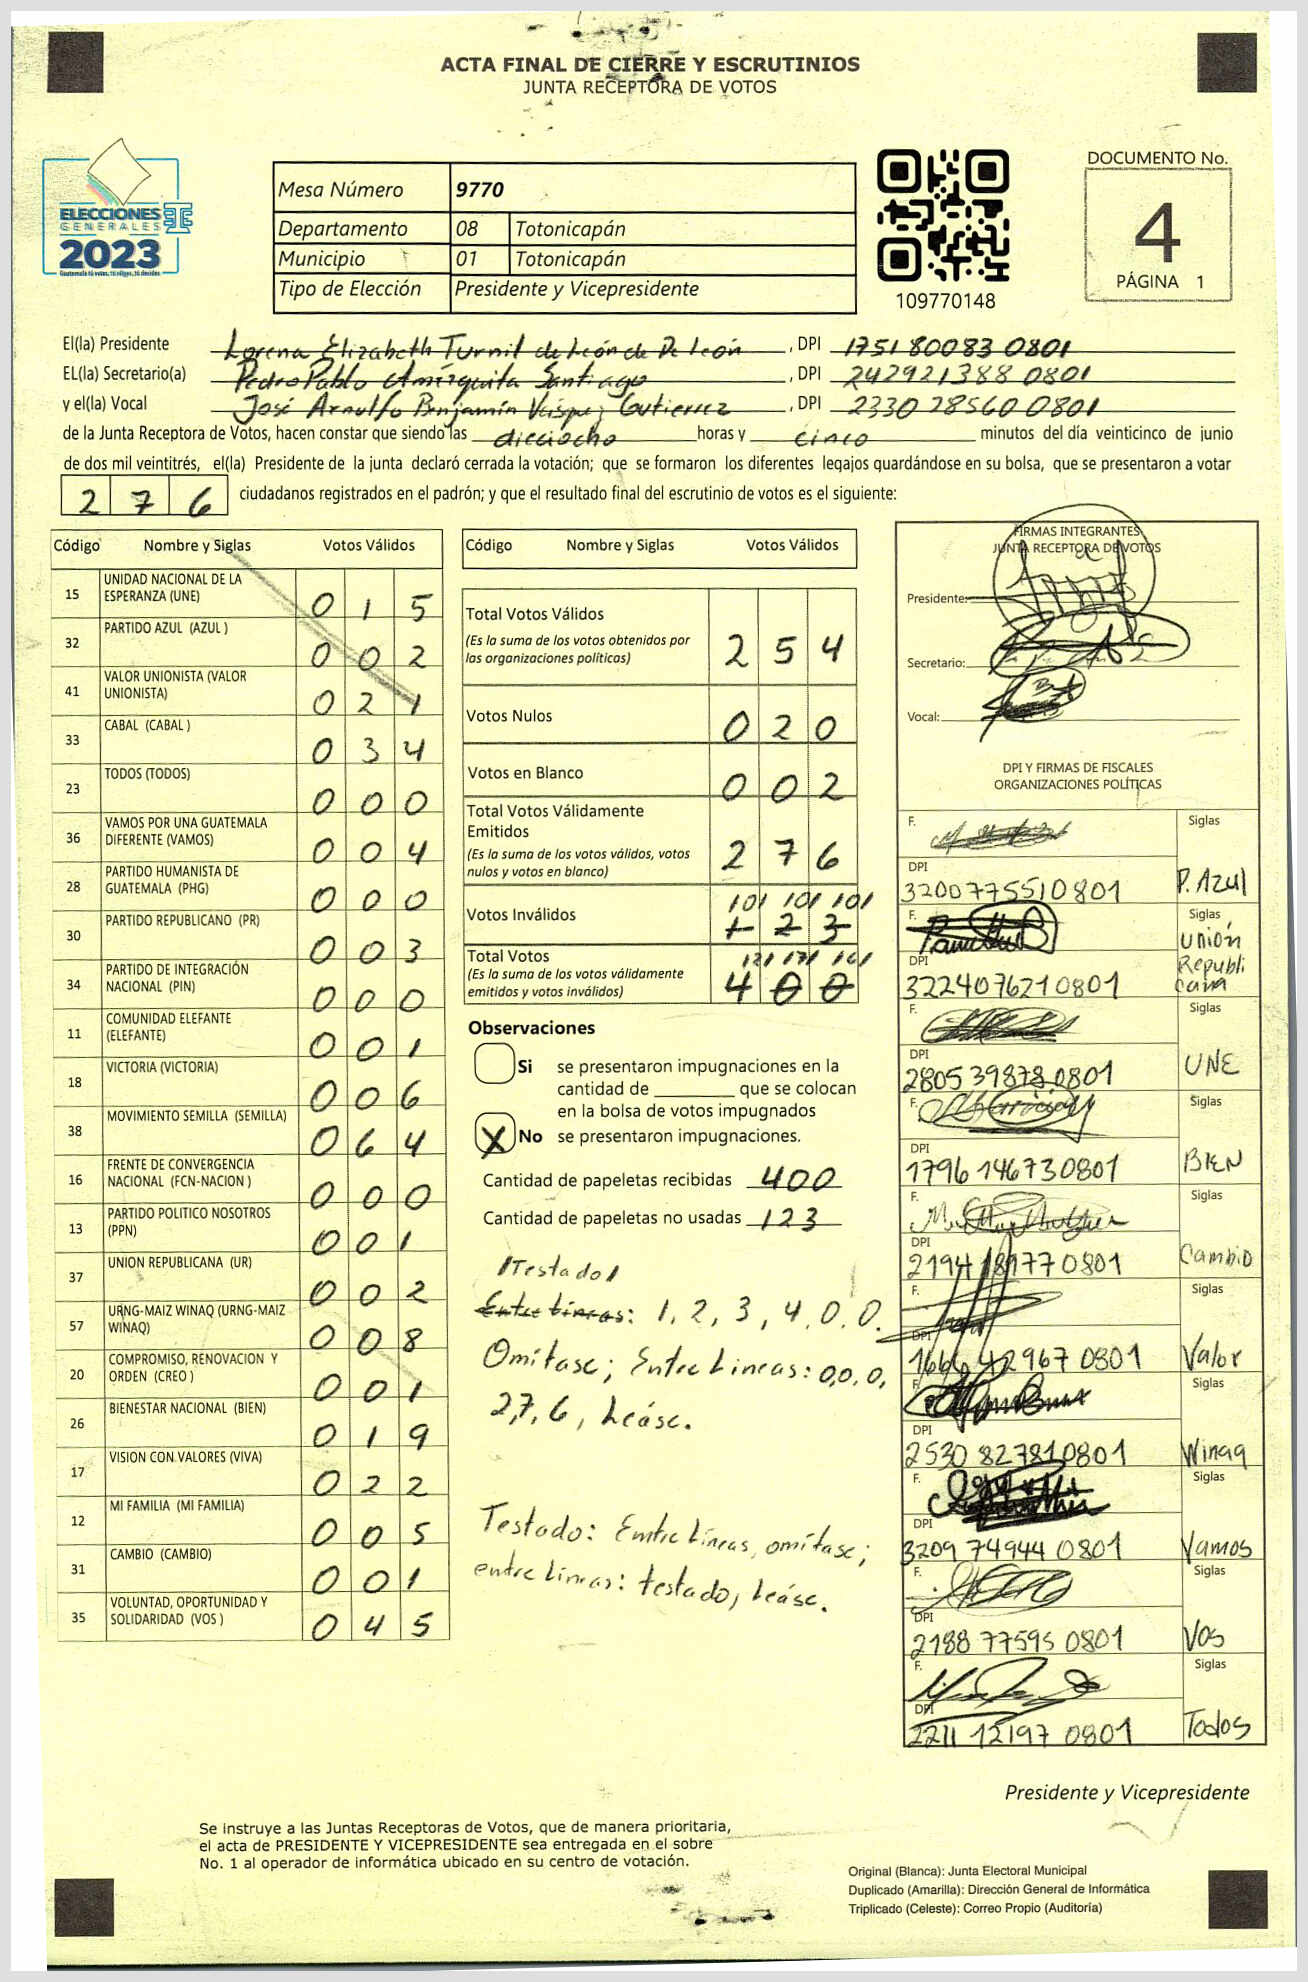 ACTA FINAL DE CIERRE Y ESCRUTINIOS
JUNTA RECEPTORA DE VOTOS
ELECCIONES
GENERALES
2023
Guatemala tú votas, tú eliges, tú decides
Mesa Número 9770
Departamento 08 Totonicapán
Municipio 01 Totonicapán
Tipo de Elección Presidente y Vicepresidente
109770148
DOCUMENTO No.
4
PÁGINA 1
El(la) Presidente Lorena Elizabeth Turnil de León de De León , DPI 1751 80083 0801
EL(la) Secretario(a) Pedro Pablo Amézquita Santiago , DPI 242921388 0801
y el(la) Vocal José Arnulfo Benjamín Vásquez Gutierrez , DPI 2330 28560 0801
de la Junta Receptora de Votos, hacen constar que siendo las dieciocho horas y cinco minutos del día veinticinco de junio
de dos mil veintitrés, el(la) Presidente de la junta declaró cerrada la votación; que se formaron los diferentes legajos guardándose en su bolsa, que se presentaron a votar
2 7 6 ciudadanos registrados en el padrón; y que el resultado final del escrutinio de votos es el siguiente:
Código Nombre y Siglas Votos Válidos
15 UNIDAD NACIONAL DE LA ESPERANZA (UNE) 0 1 5
32 PARTIDO AZUL (AZUL ) 0 0 2
41 VALOR UNIONISTA (VALOR UNIONISTA) 0 2 1
33 CABAL (CABAL ) 0 3 4
23 TODOS (TODOS) 0 0 0
36 VAMOS POR UNA GUATEMALA DIFERENTE (VAMOS) 0 0 4
28 PARTIDO HUMANISTA DE GUATEMALA (PHG) 0 0 0
30 PARTIDO REPUBLICANO (PR) 0 0 3
34 PARTIDO DE INTEGRACIÓN NACIONAL (PIN) 0 0 0
11 COMUNIDAD ELEFANTE (ELEFANTE) 0 0 1
18 VICTORIA (VICTORIA) 0 0 6
38 MOVIMIENTO SEMILLA (SEMILLA) 0 6 4
16 FRENTE DE CONVERGENCIA NACIONAL (FCN-NACION ) 0 0 0
13 PARTIDO POLITICO NOSOTROS (PPN) 0 0 1
37 UNION REPUBLICANA (UR) 0 0 2
57 URNG-MAIZ WINAQ (URNG-MAIZ WINAQ) 0 0 8
20 COMPROMISO, RENOVACION Y ORDEN (CREO ) 0 0 1
26 BIENESTAR NACIONAL (BIEN) 0 1 9
17 VISION CON VALORES (VIVA) 0 2 2
12 MI FAMILIA (MI FAMILIA) 0 0 5
31 CAMBIO (CAMBIO) 0 0 1
35 VOLUNTAD, OPORTUNIDAD Y SOLIDARIDAD (VOS ) 0 4 5
Código Nombre y Siglas Votos Válidos
Total Votos Válidos 2 5 4
(Es la suma de los votos obtenidos por
las organizaciones políticas)
Votos Nulos 0 2 0
Votos en Blanco 0 0 2
Total Votos Válidamente
Emitidos 2 7 6
(Es la suma de los votos válidos, votos
nulos y votos en blanco)
101 101 101
Votos Inválidos 1 2 3
Total Votos 121 171 161
(Es la suma de los votos válidamente
emitidos y votos inválidos) 4 0 0
Observaciones
Si se presentaron impugnaciones en la
cantidad de ________ que se colocan
en la bolsa de votos impugnados
X No se presentaron impugnaciones.
Cantidad de papeletas recibidas 400
Cantidad de papeletas no usadas 123
/Testado/
Entre Lineas: 1, 2, 3, 4, 0, 0.
Omítase; Entre Lineas: 0,0,0,
2,7,6, Leáse.
Testado: Entre Líneas, omítase;
entre lineas: testado, Leáse.
FIRMAS INTEGRANTES
JUNTA RECEPTORA DE VOTOS
Presidente:
Secretario:
Vocal:
DPI Y FIRMAS DE FISCALES
ORGANIZACIONES POLÍTICAS
F. Siglas
DPI
3200775510801 P. Azul
F. Siglas
DPI
3224076210801 Unión Republicana
F. Siglas
DPI
2805 39878 0801 UNE
F. Siglas
DPI
1796 14673 0801 BIEN
F. Siglas
DPI
2194 18177 0801 Cambio
F. Siglas
DPI
1666 42967 0801 Valor
F. Siglas
DPI
2530 82781 0801 Winaq
F. Siglas
DPI
3209 74944 0801 Vamos
F. Siglas
DPI
2188 77595 0801 Vos
F. Siglas
DPI
2211 12197 0801 Todos
Presidente y Vicepresidente
Se instruye a las Juntas Receptoras de Votos, que de manera prioritaria,
el acta de PRESIDENTE Y VICEPRESIDENTE sea entregada en el sobre
No. 1 al operador de informática ubicado en su centro de votación.
Original (Blanca): Junta Electoral Municipal
Duplicado (Amarilla): Dirección General de Informática
Triplicado (Celeste): Correo Propio (Auditoría)